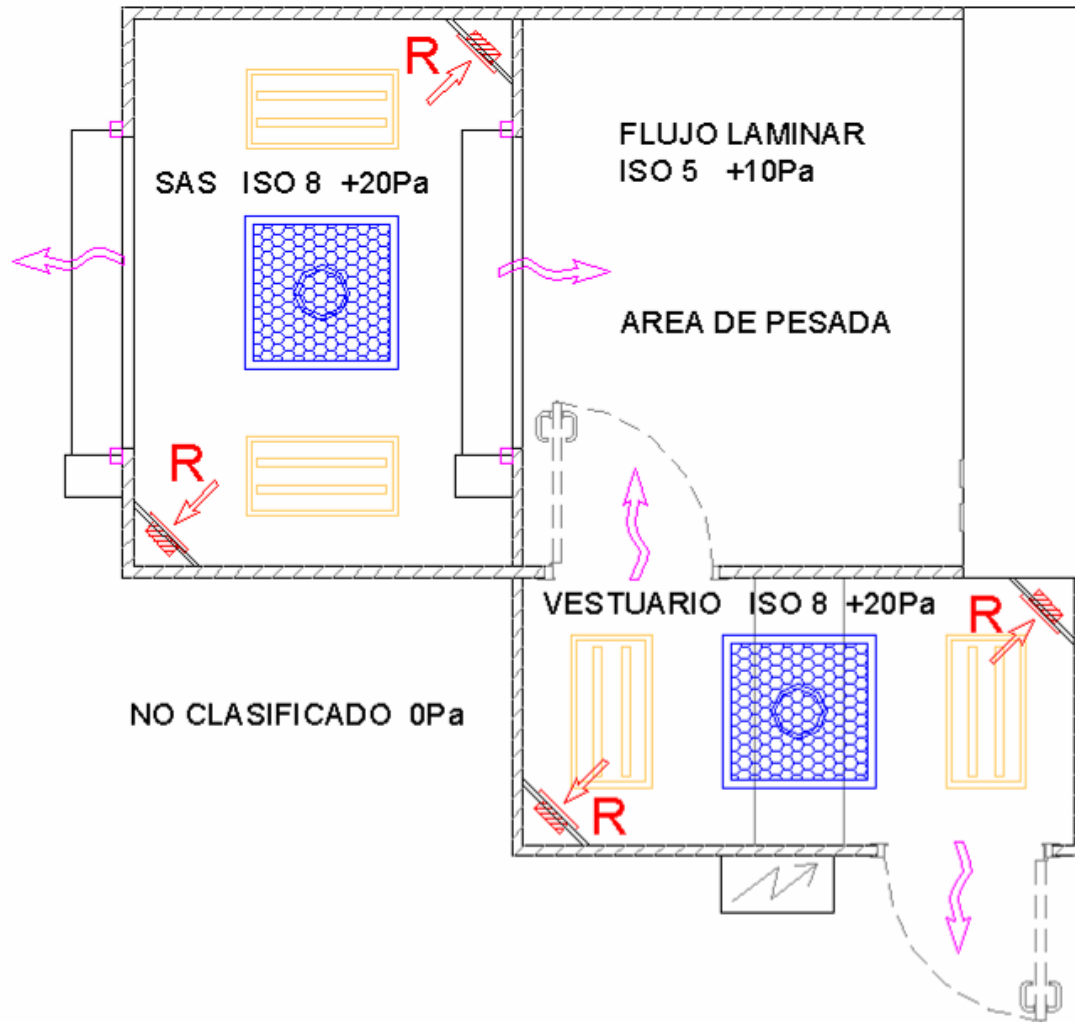 R
FLUJO LAMINAR
ISO 5 +10Pa
SAS ISO 8 +20Pa
AREA DE PESADA
R
VESTUARIO ISO 8 +20Pa
R
NO CLASIFICADO 0Pa
R